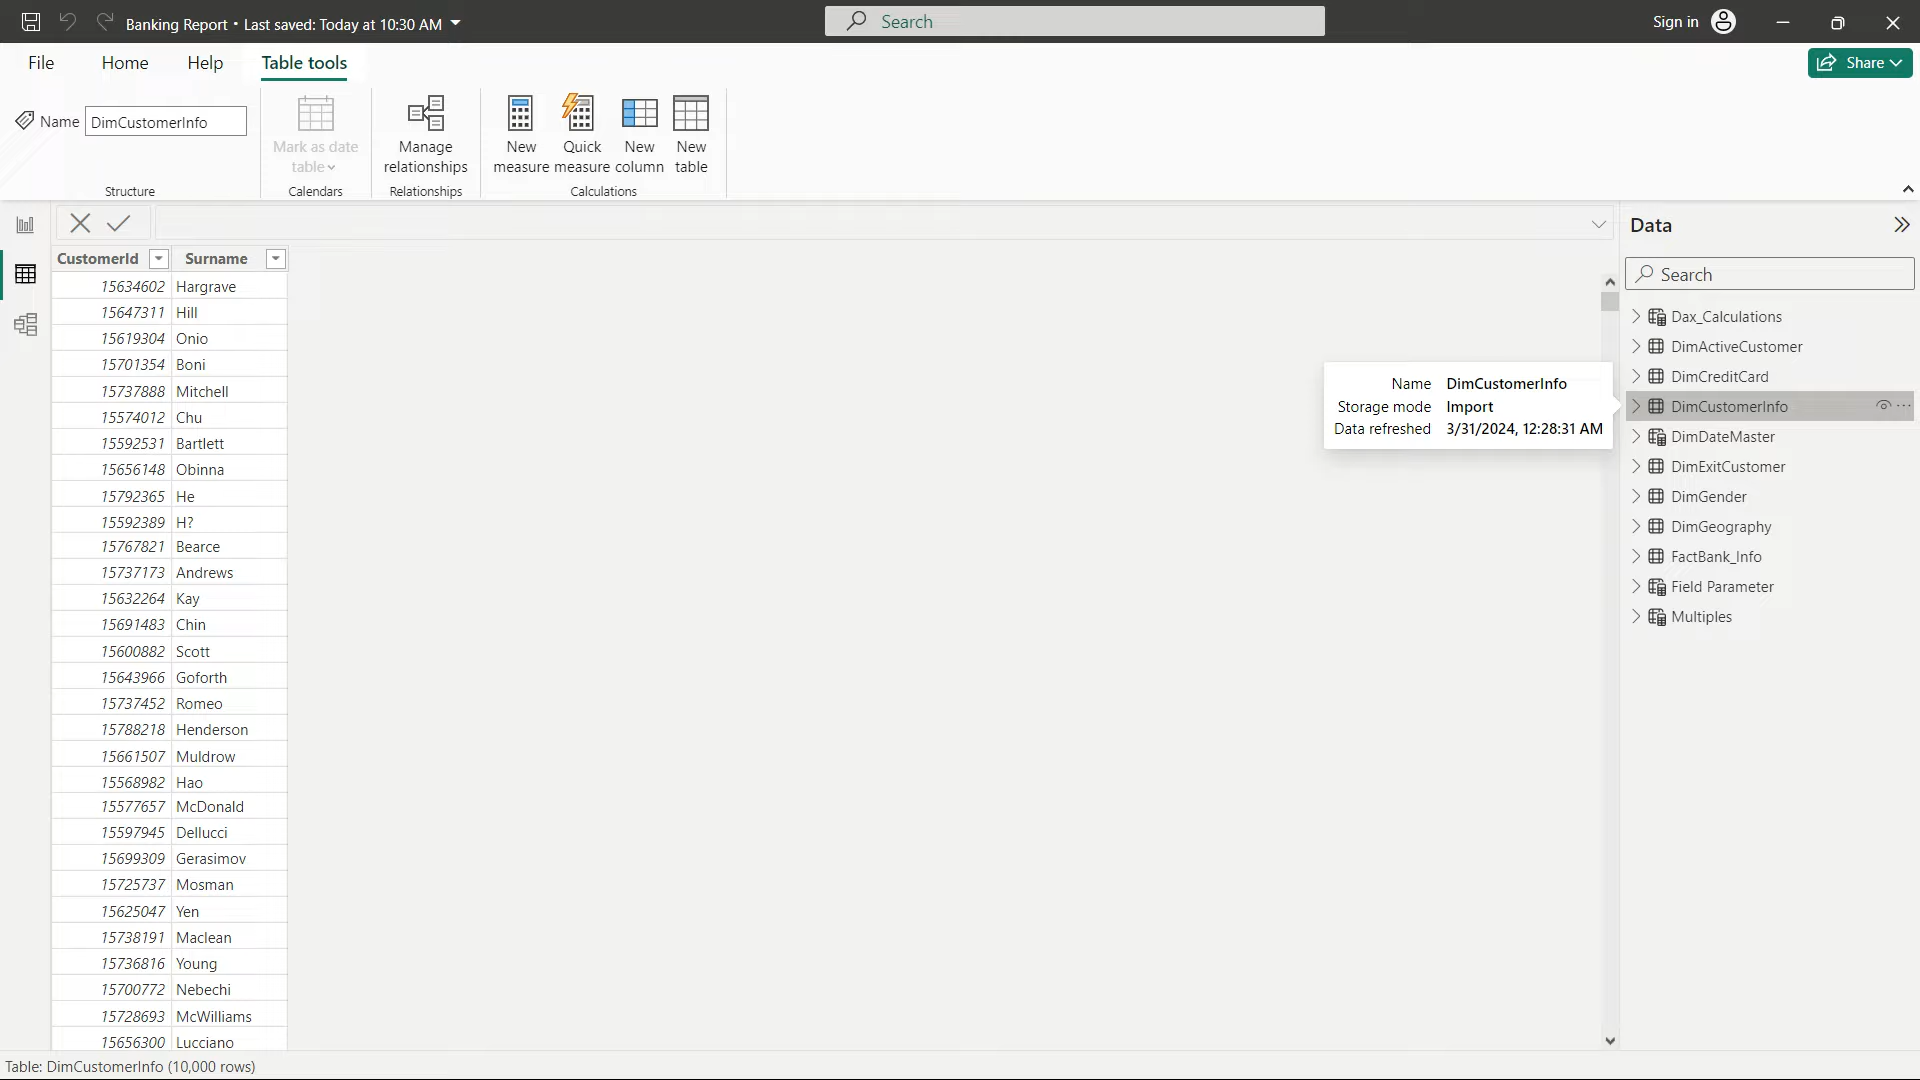 Banking Report • Last saved: Today at 10:30 AM
Search
Sign in
File
Home
Help
Table tools
Share
Name
DimCustomerInfo
Structure
Mark as date
table
Calendars
Manage
relationships
Relationships
New
measure
Quick
measure
New
column
New
table
Calculations
CustomerId Surname
15634602 Hargrave
15647311 Hill
15619304 Onio
15701354 Boni
15737888 Mitchell
15574012 Chu
15592531 Bartlett
15656148 Obinna
15792365 He
15592389 H?
15767821 Bearce
15737173 Andrews
15632264 Kay
15691483 Chin
15600882 Scott
15643966 Goforth
15737452 Romeo
15788218 Henderson
15661507 Muldrow
15568982 Hao
15577657 McDonald
15597945 Dellucci
15699309 Gerasimov
15725737 Mosman
15625047 Yen
15738191 Maclean
15736816 Young
15700772 Nebechi
15728693 McWilliams
15656300 Lucciano
Name DimCustomerInfo
Storage mode Import
Data refreshed 3/31/2024, 12:28:31 AM
Data
Search
Dax_Calculations
DimActiveCustomer
DimCreditCard
DimCustomerInfo
DimDateMaster
DimExitCustomer
DimGender
DimGeography
FactBank_Info
Field Parameter
Multiples
Table: DimCustomerInfo (10,000 rows)